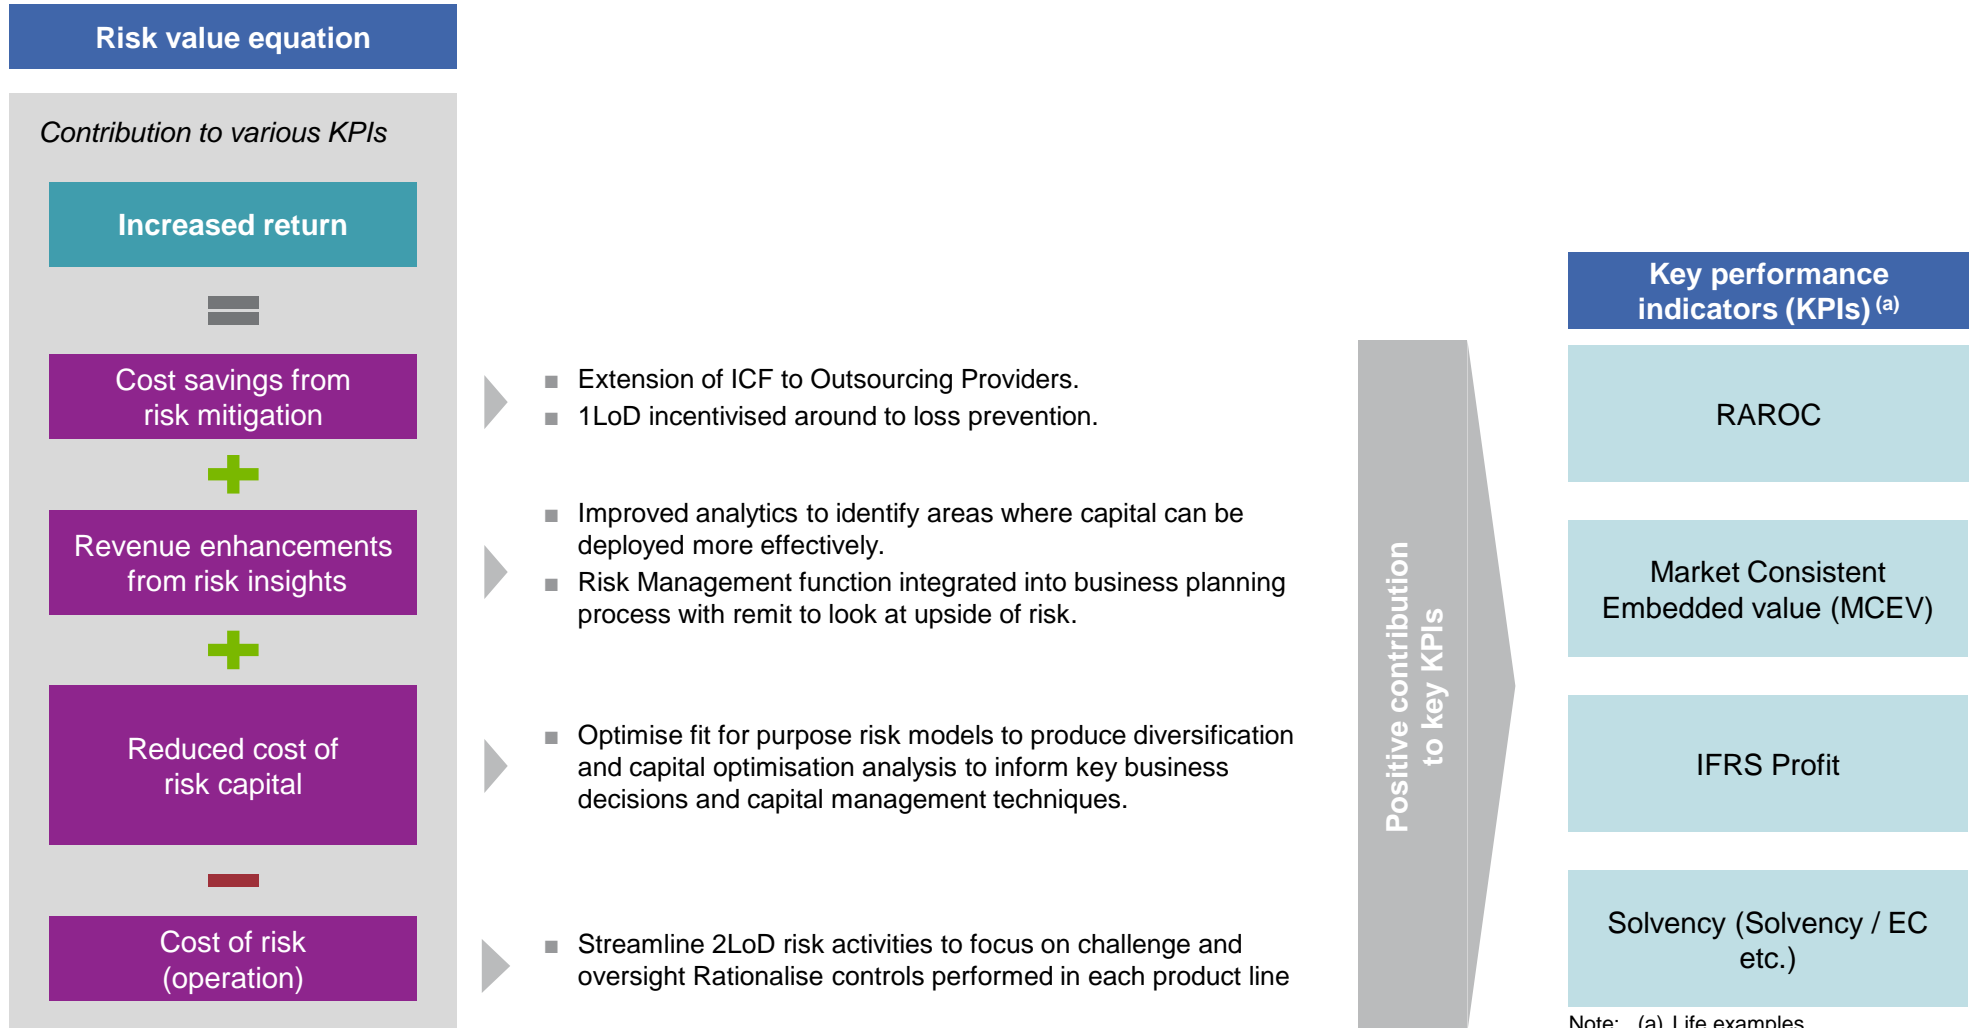 Risk value equation
Contribution to various KPIs
Increased return
Cost savings from
risk mitigation
■ Extension of ICF to Outsourcing Providers.
■ 1LoD incentivised around to loss prevention.
Revenue enhancements
from risk insights
■ Improved analytics to identify areas where capital can be
deployed more effectively.
■ Risk Management function integrated into business planning
process with remit to look at upside of risk.
Reduced cost of
risk capital
■ Optimise fit for purpose risk models to produce diversification
and capital optimisation analysis to inform key business
decisions and capital management techniques.
Cost of risk
(operation)
■ Streamline 2LoD risk activities to focus on challenge and
oversight Rationalise controls performed in each product line
Positive contribution
to key KPIs
Key performance
indicators (KPIs) (a)
RAROC
Market Consistent
Embedded value (MCEV)
IFRS Profit
Solvency (Solvency / EC
etc.)
Note: (a) Life examples